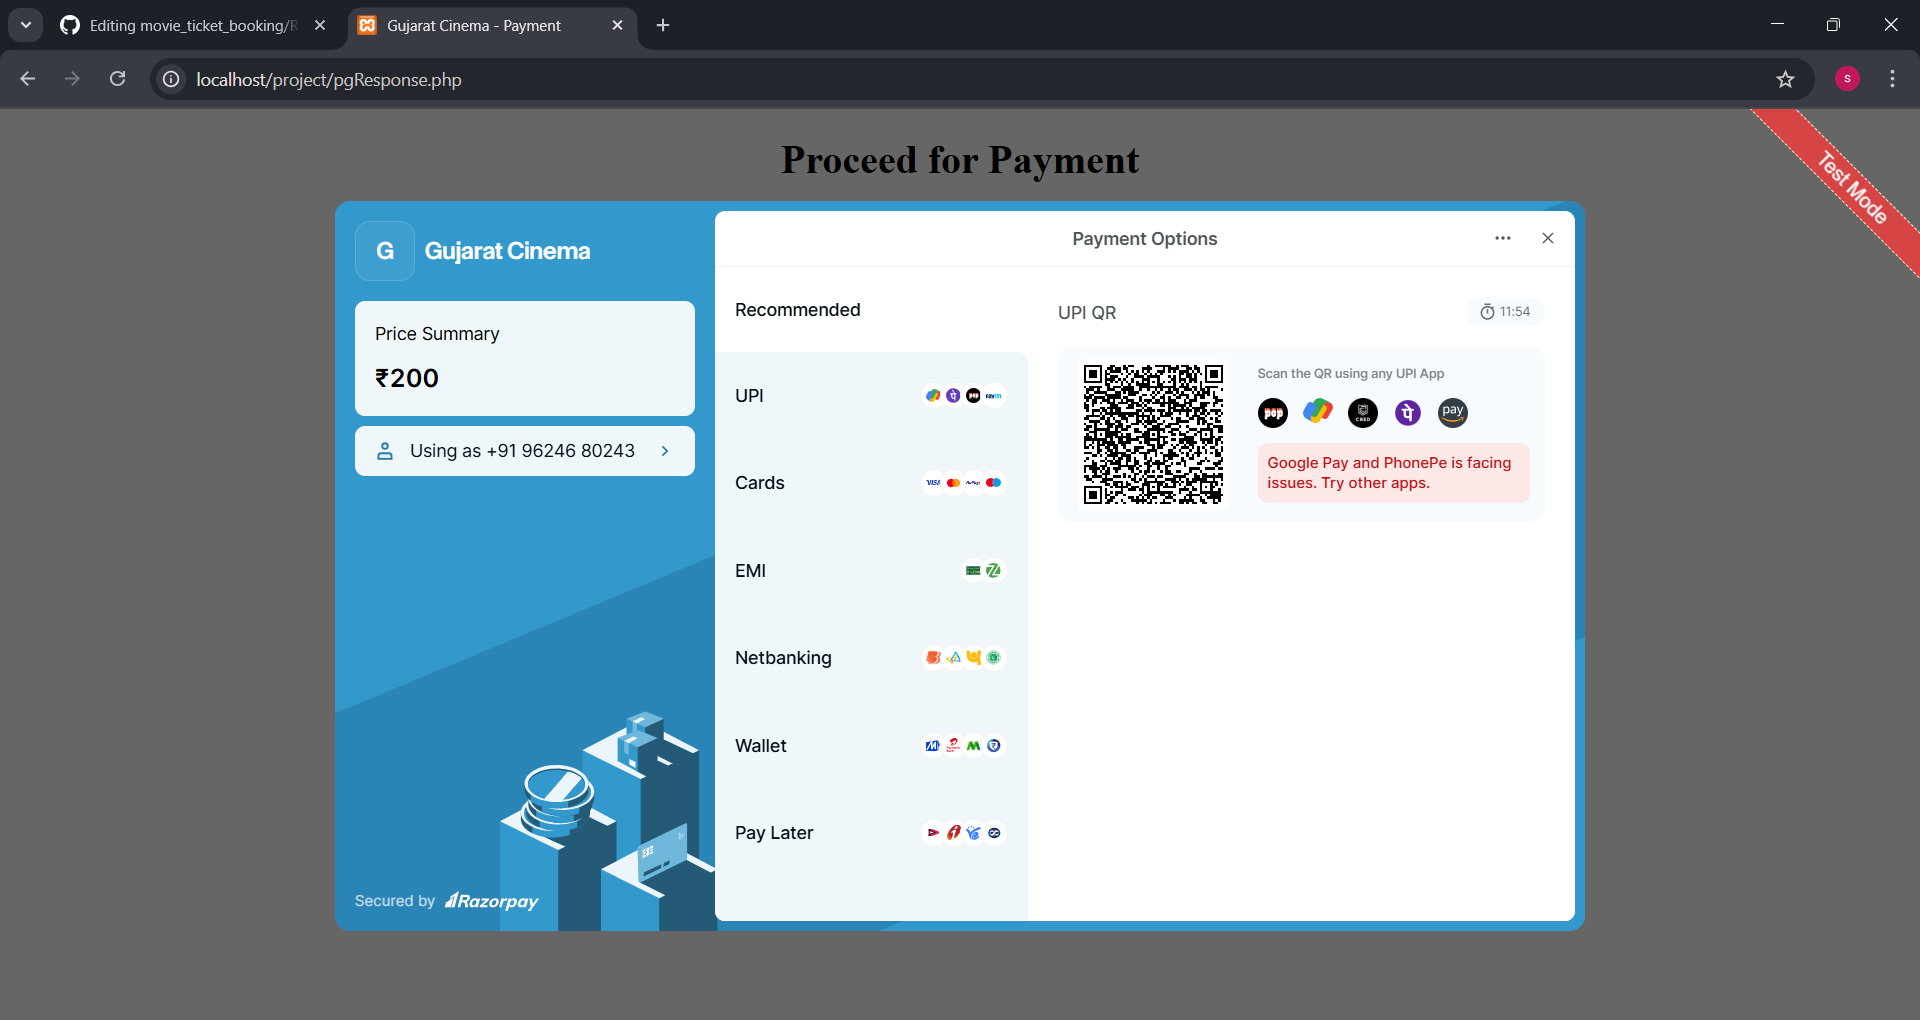 Editing movie_ticket_booking/R
Gujarat Cinema - Payment
localhost/project/pgResponse.php
S
Proceed for Payment
Test Mode
G
Gujarat Cinema
Price Summary
₹200
Using as +91 96246 80243
Secured by Razorpay
Payment Options
Recommended
UPI
Cards
VISA
EMI
Netbanking
Wallet
Pay Later
UPI QR
11:54
Scan the QR using any UPI App
pop
CRED
पे
pay
Google Pay and PhonePe is facing
issues. Try other apps.